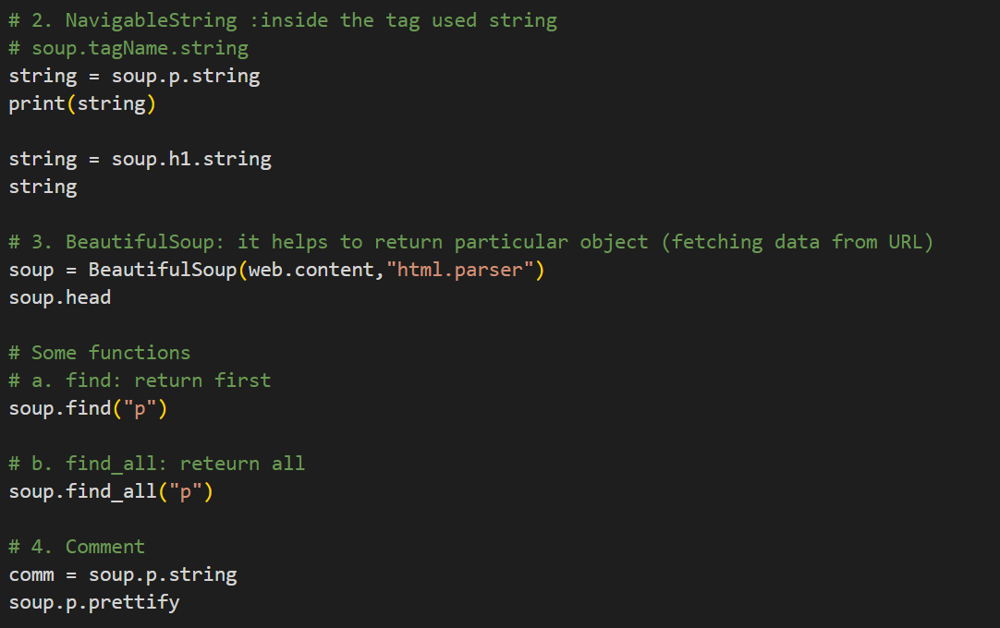 # 2. NavigableString :inside the tag used string
# soup.tagName.string
string = soup.p.string
print(string)
string = soup.h1.string
string
# 3. BeautifulSoup: it helps to return particular object (fetching data from URL)
soup = BeautifulSoup(web.content,"html.parser")
soup.head
# Some functions
# a. find: return first
soup.find("p")
# b. find_all: reteurn all
soup.find_all("p")
# 4. Comment
comm = soup.p.string
soup.p.prettify